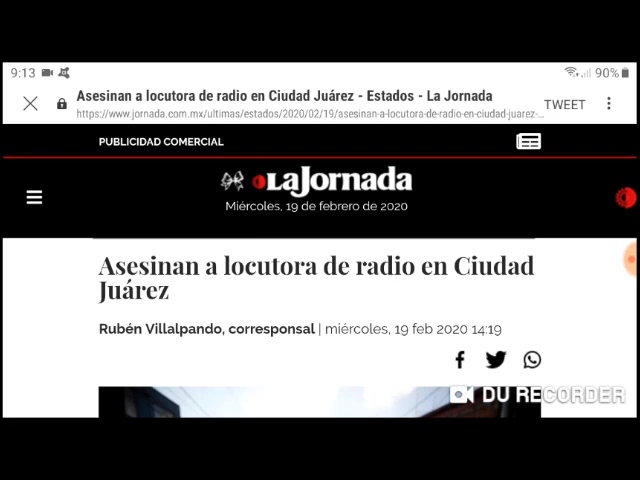 9:13
90%
Asesinan a locutora de radio en Ciudad Juárez - Estados - La Jornada
https://www.jornada.com.mx/ultimas/estados/2020/02/19/asesinan-a-locutora-de-radio-en-ciudad-juarez-...
TWEET
PUBLICIDAD COMERCIAL
LaJornada
Miércoles, 19 de febrero de 2020
Asesinan a locutora de radio en Ciudad
Juárez
Rubén Villalpando, corresponsal | miércoles, 19 feb 2020 14:19
DU RECORDER